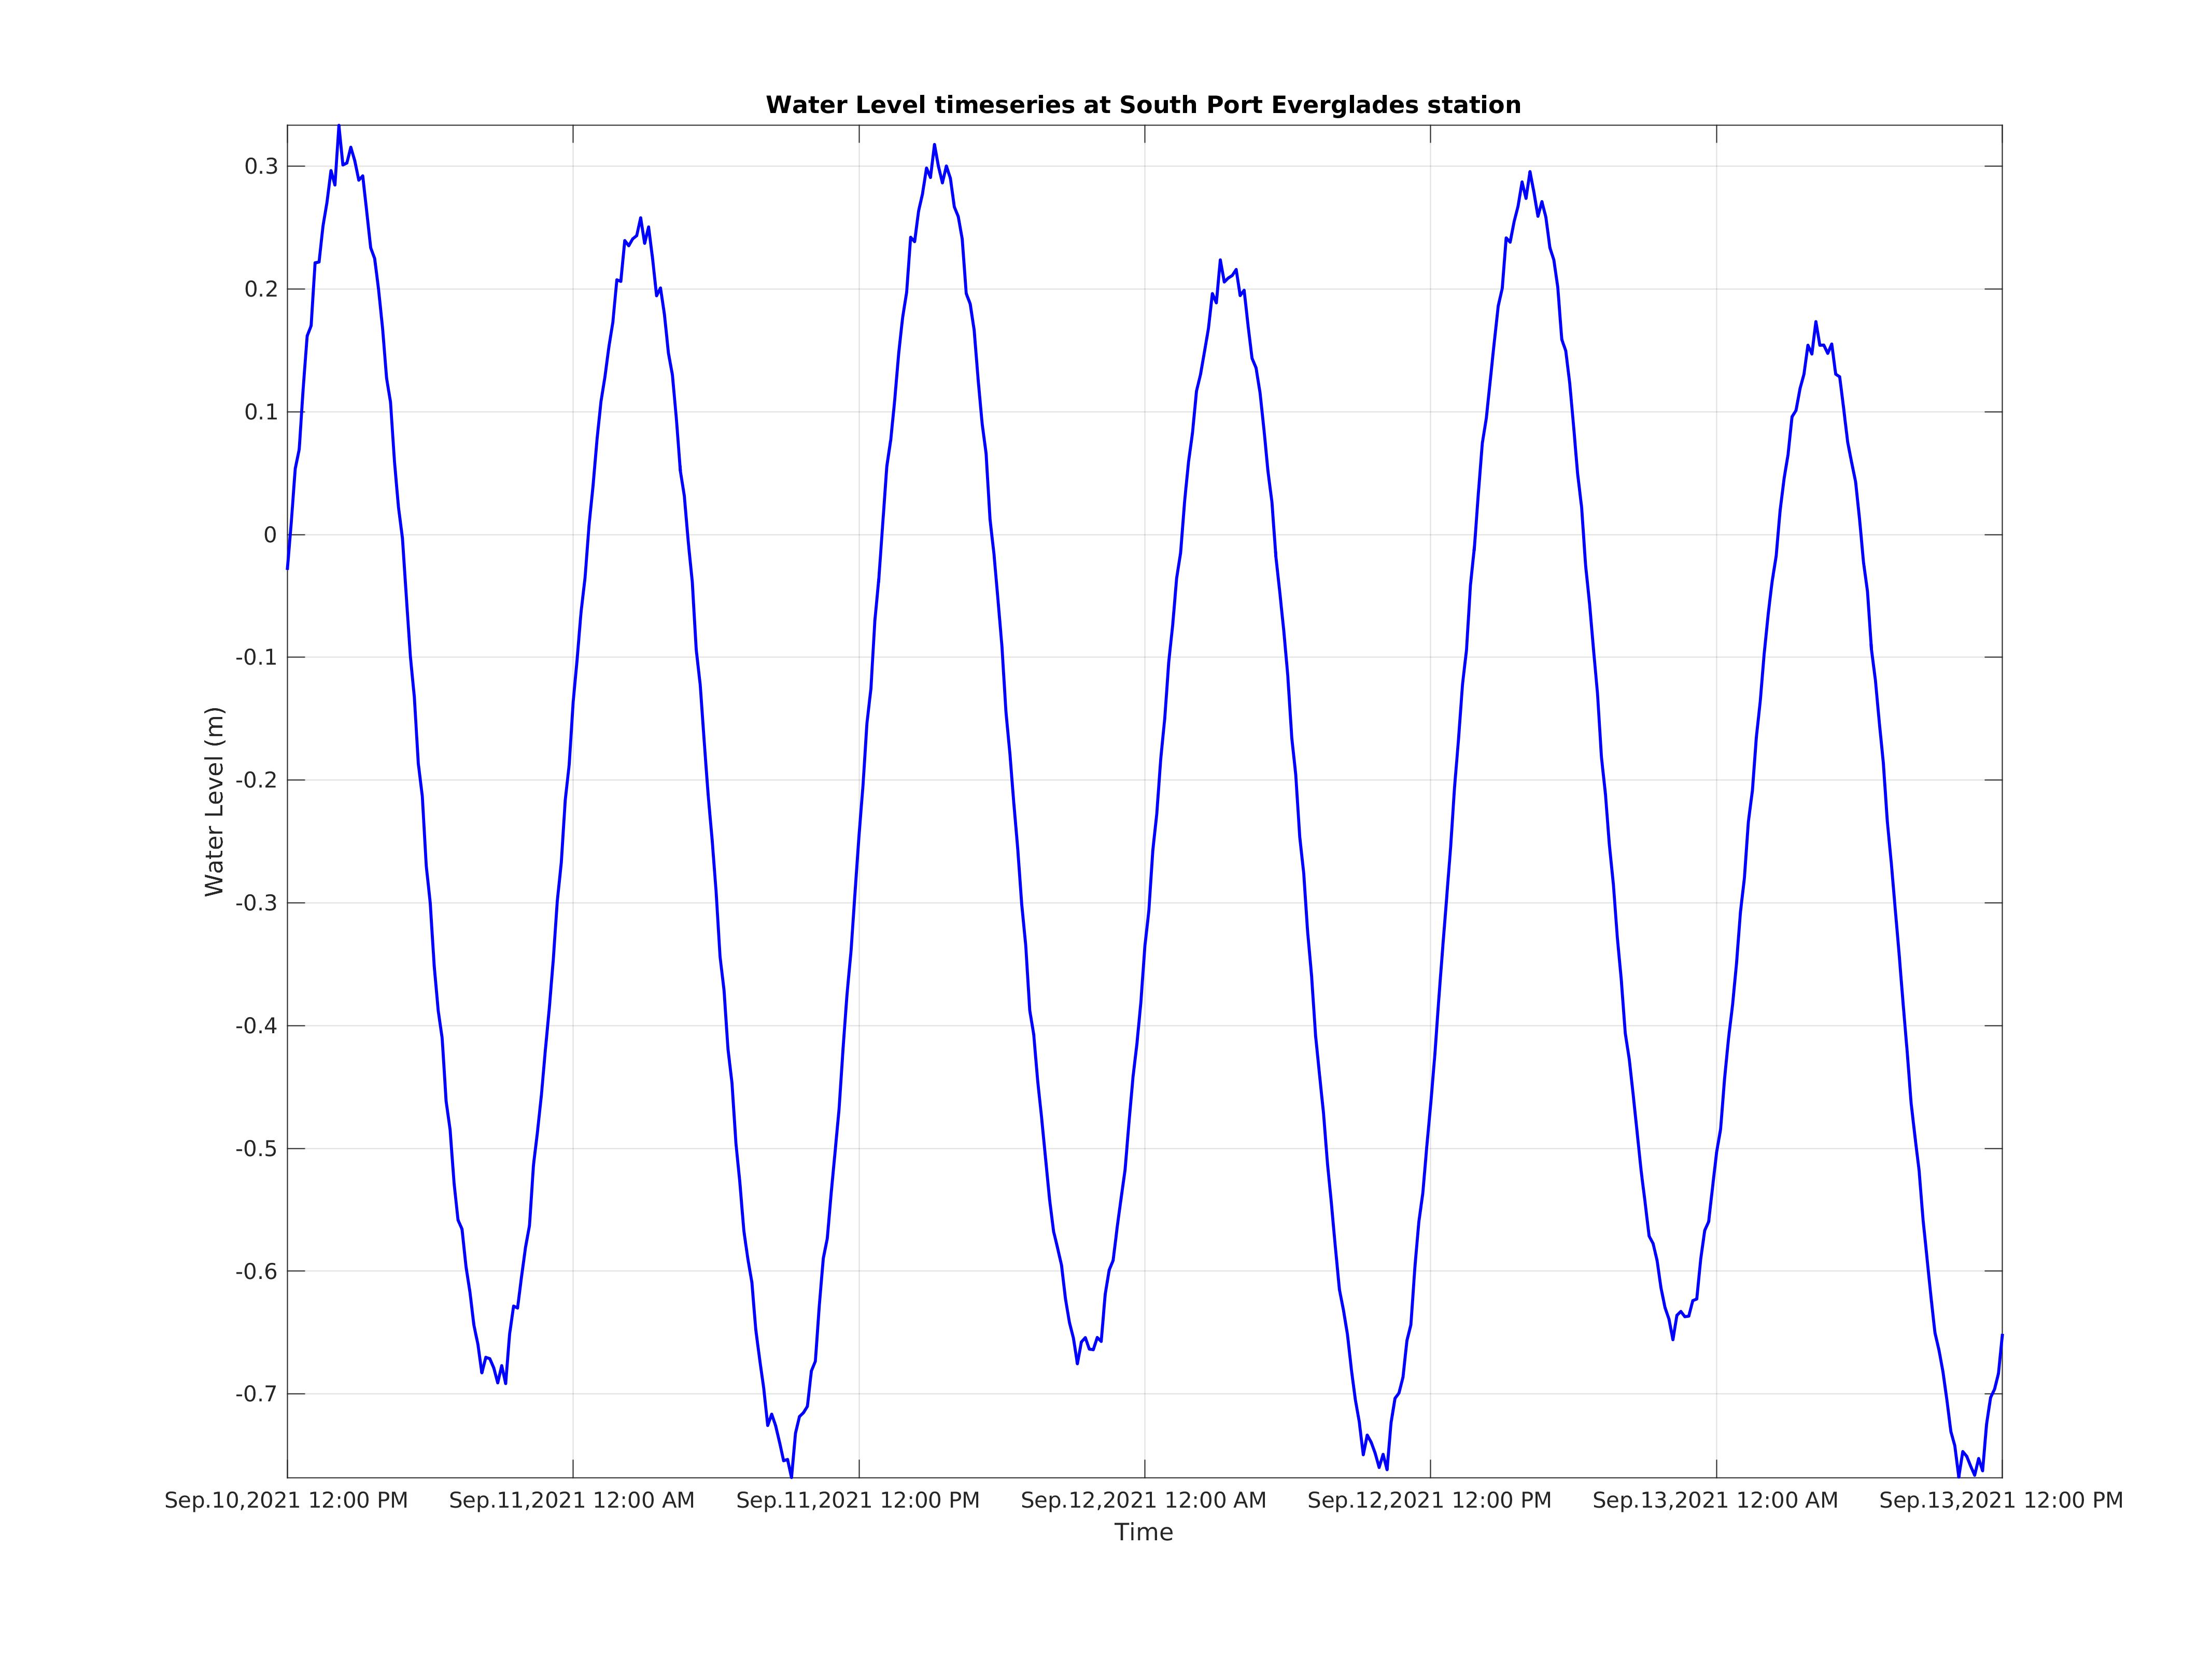 Water Level timeseries at South Port Everglades station
0.3
0.2
0.1
0
-0.1
-0.2
-0.3
-0.4
-0.5
-0.6
-0.7
Water Level (m)
Sep.10,2021 12:00 PM Sep.11,2021 12:00 AM Sep.11,2021 12:00 PM Sep.12,2021 12:00 AM Sep.12,2021 12:00 PM Sep.13,2021 12:00 AM Sep.13,2021 12:00 PM
Time